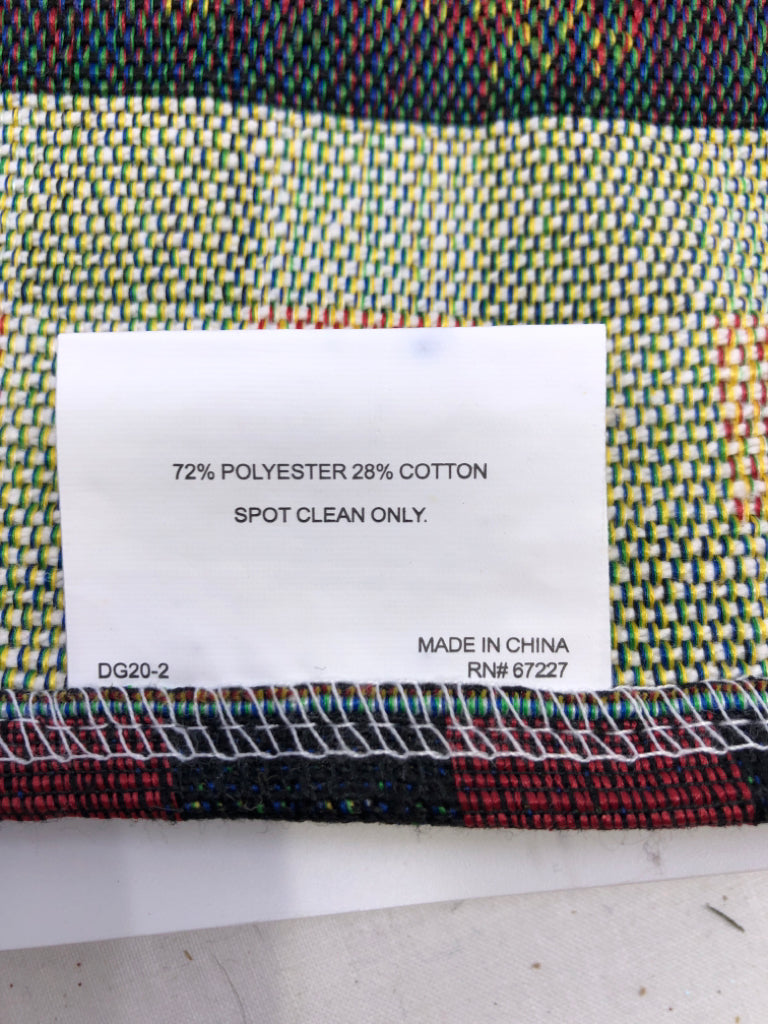 72% POLYESTER 28% COTTON
SPOT CLEAN ONLY.
MADE IN CHINA
DG20-2
RN# 67227